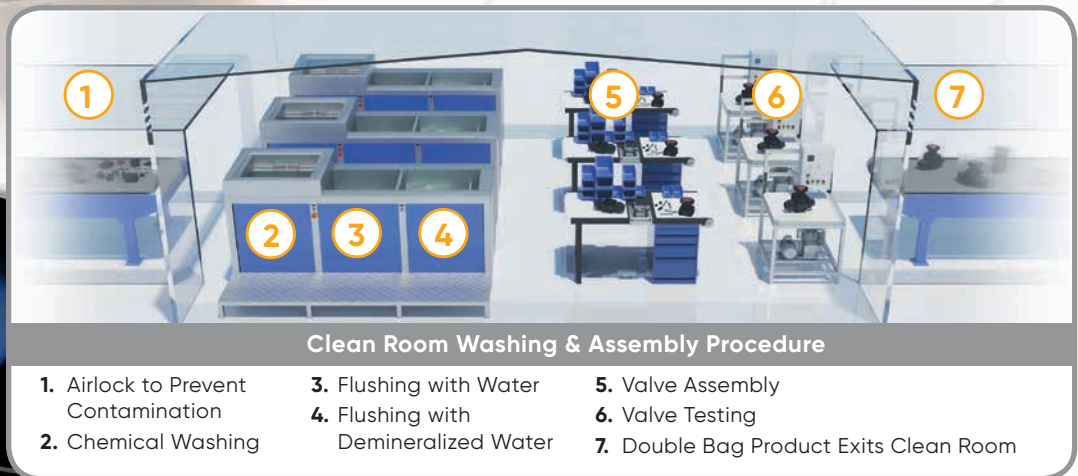 1
2
3
4
5
6
7
Clean Room Washing & Assembly Procedure
1. Airlock to Prevent
Contamination
2. Chemical Washing
3. Flushing with Water
4. Flushing with
Demineralized Water
5. Valve Assembly
6. Valve Testing
7. Double Bag Product Exits Clean Room